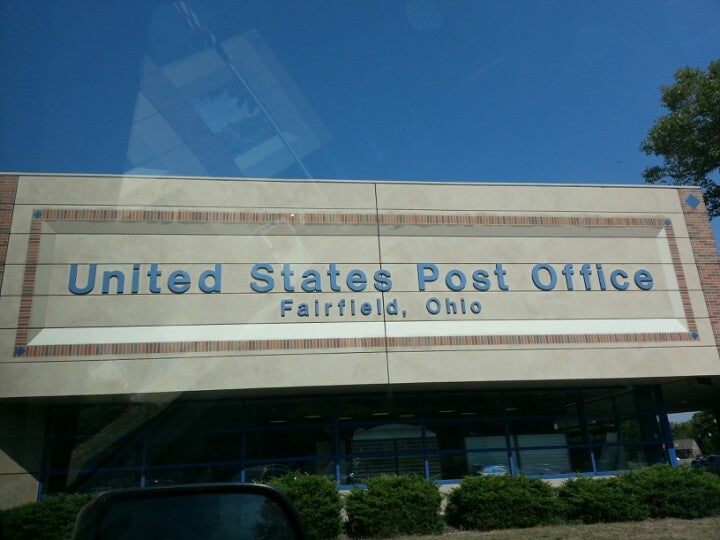 United States Post Office
Fairfield, Ohio